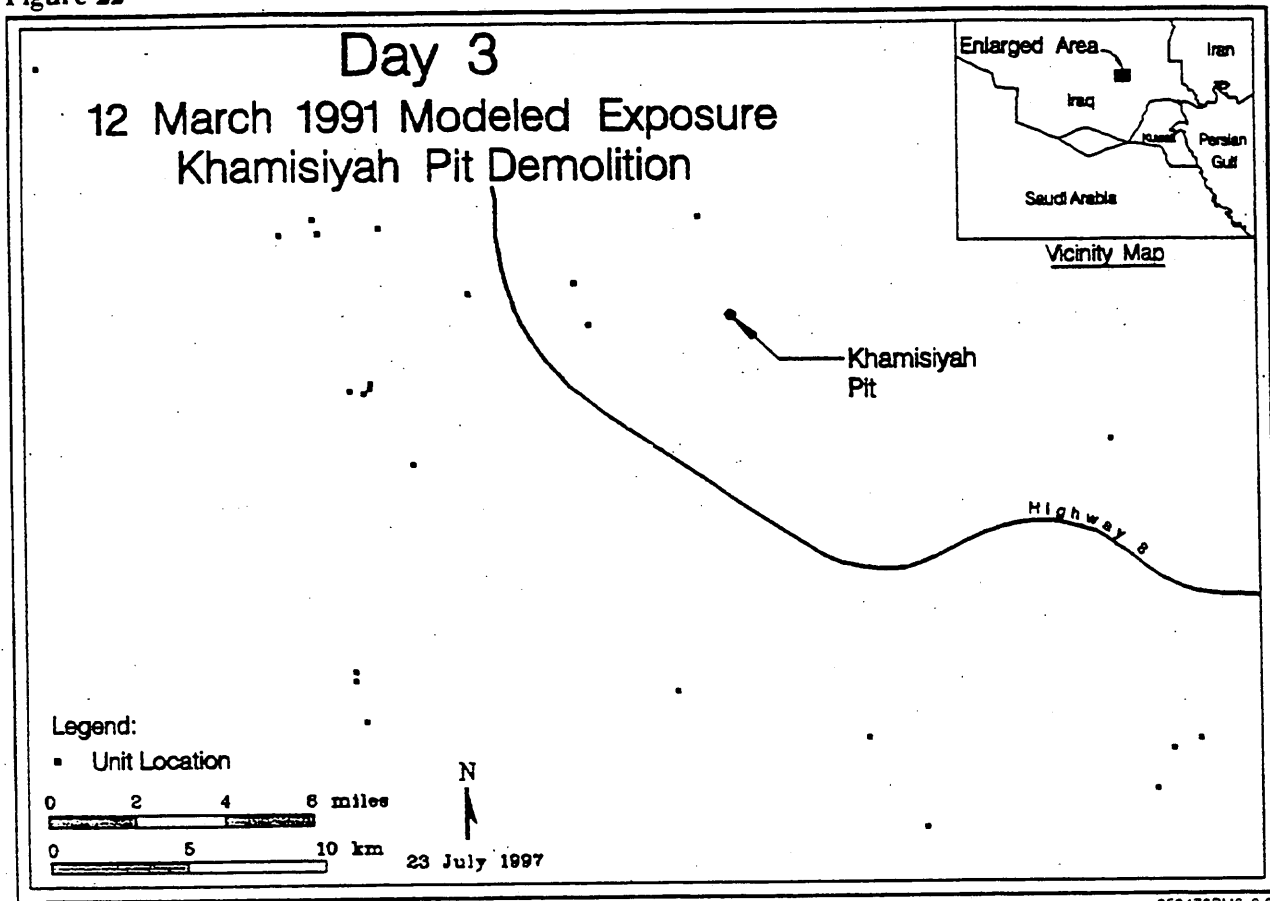 Figure 22
Day 3
12 March 1991 Modeled Exposure
Khamisiyah Pit Demolition
Enlarged Area
Iran
Iraq
Kuwait
Persian
Gulf
Saudi Arabia
Vicinity Map
Khamisiyah
Pit
Highway 8
Legend:
Unit Location
0 2 4 6 miles
0 5 10 km
N
23 July 1997